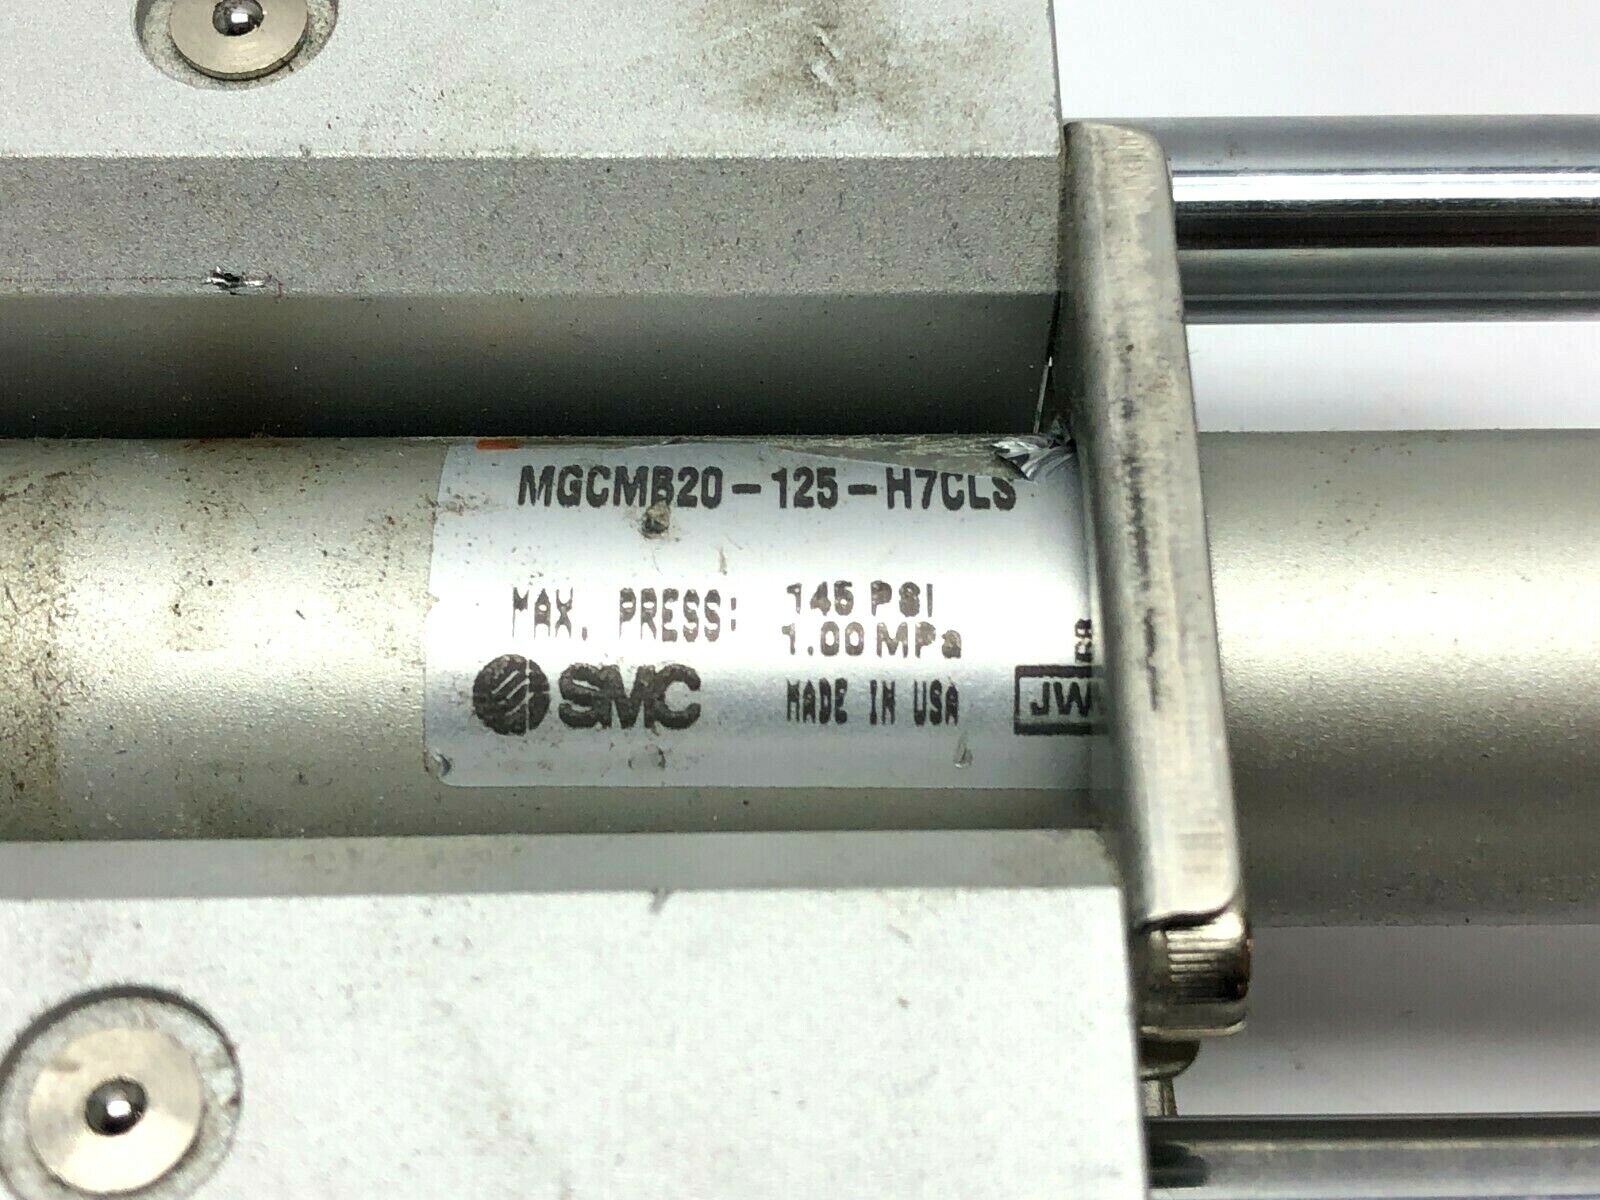 MGCMB20-125-H7CLS
MAX. PRESS: 145 PSI
1.00 MPa
SMC MADE IN USA